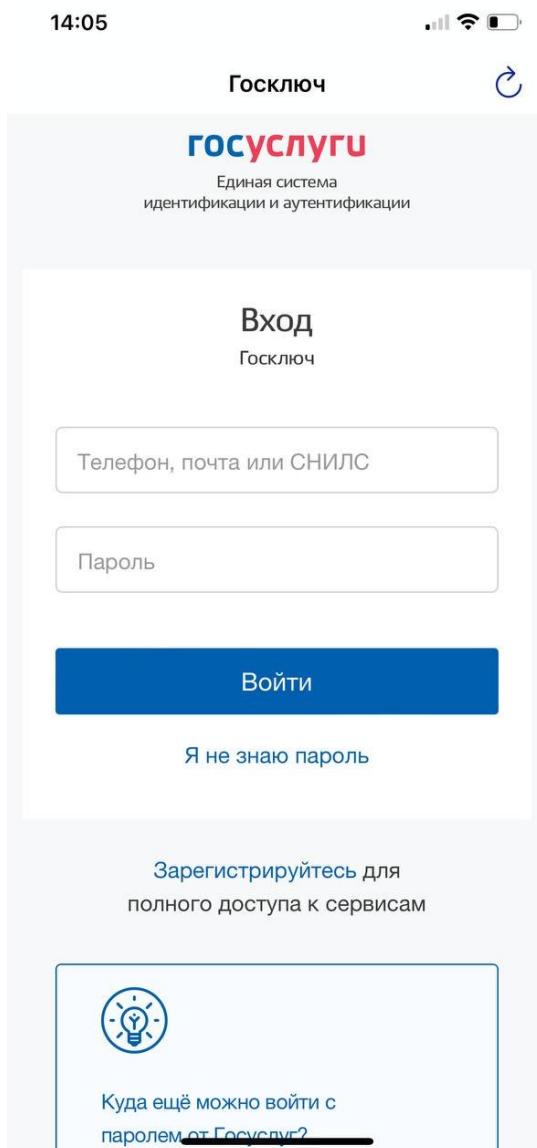 14:05
Госключ
госуслуги
Единая система
идентификации и аутентификации
Вход
Госключ
Телефон, почта или СНИЛС
Пароль
Войти
Я не знаю пароль
Зарегистрируйтесь для
полного доступа к сервисам
Куда ещё можно войти с
паролем от Госуслуг?